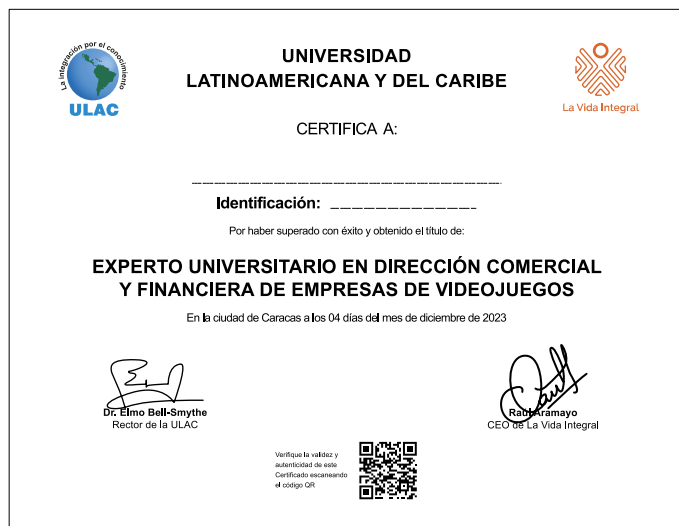 La integración por el conocimiento
ULAC
UNIVERSIDAD
LATINOAMERICANA Y DEL CARIBE
La Vida Integral
CERTIFICA A:
Identificación:
Por haber superado con éxito y obtenido el título de:
EXPERTO UNIVERSITARIO EN DIRECCIÓN COMERCIAL
Y FINANCIERA DE EMPRESAS DE VIDEOJUEGOS
En la ciudad de Caracas a los 04 días del mes de diciembre de 2023
Dr. Elmo Bell-Smythe
Rector de la ULAC
Raúl Aramayo
CEO de La Vida Integral
Verifique la validez y
autenticidad de este
Certificado escaneando
el código QR